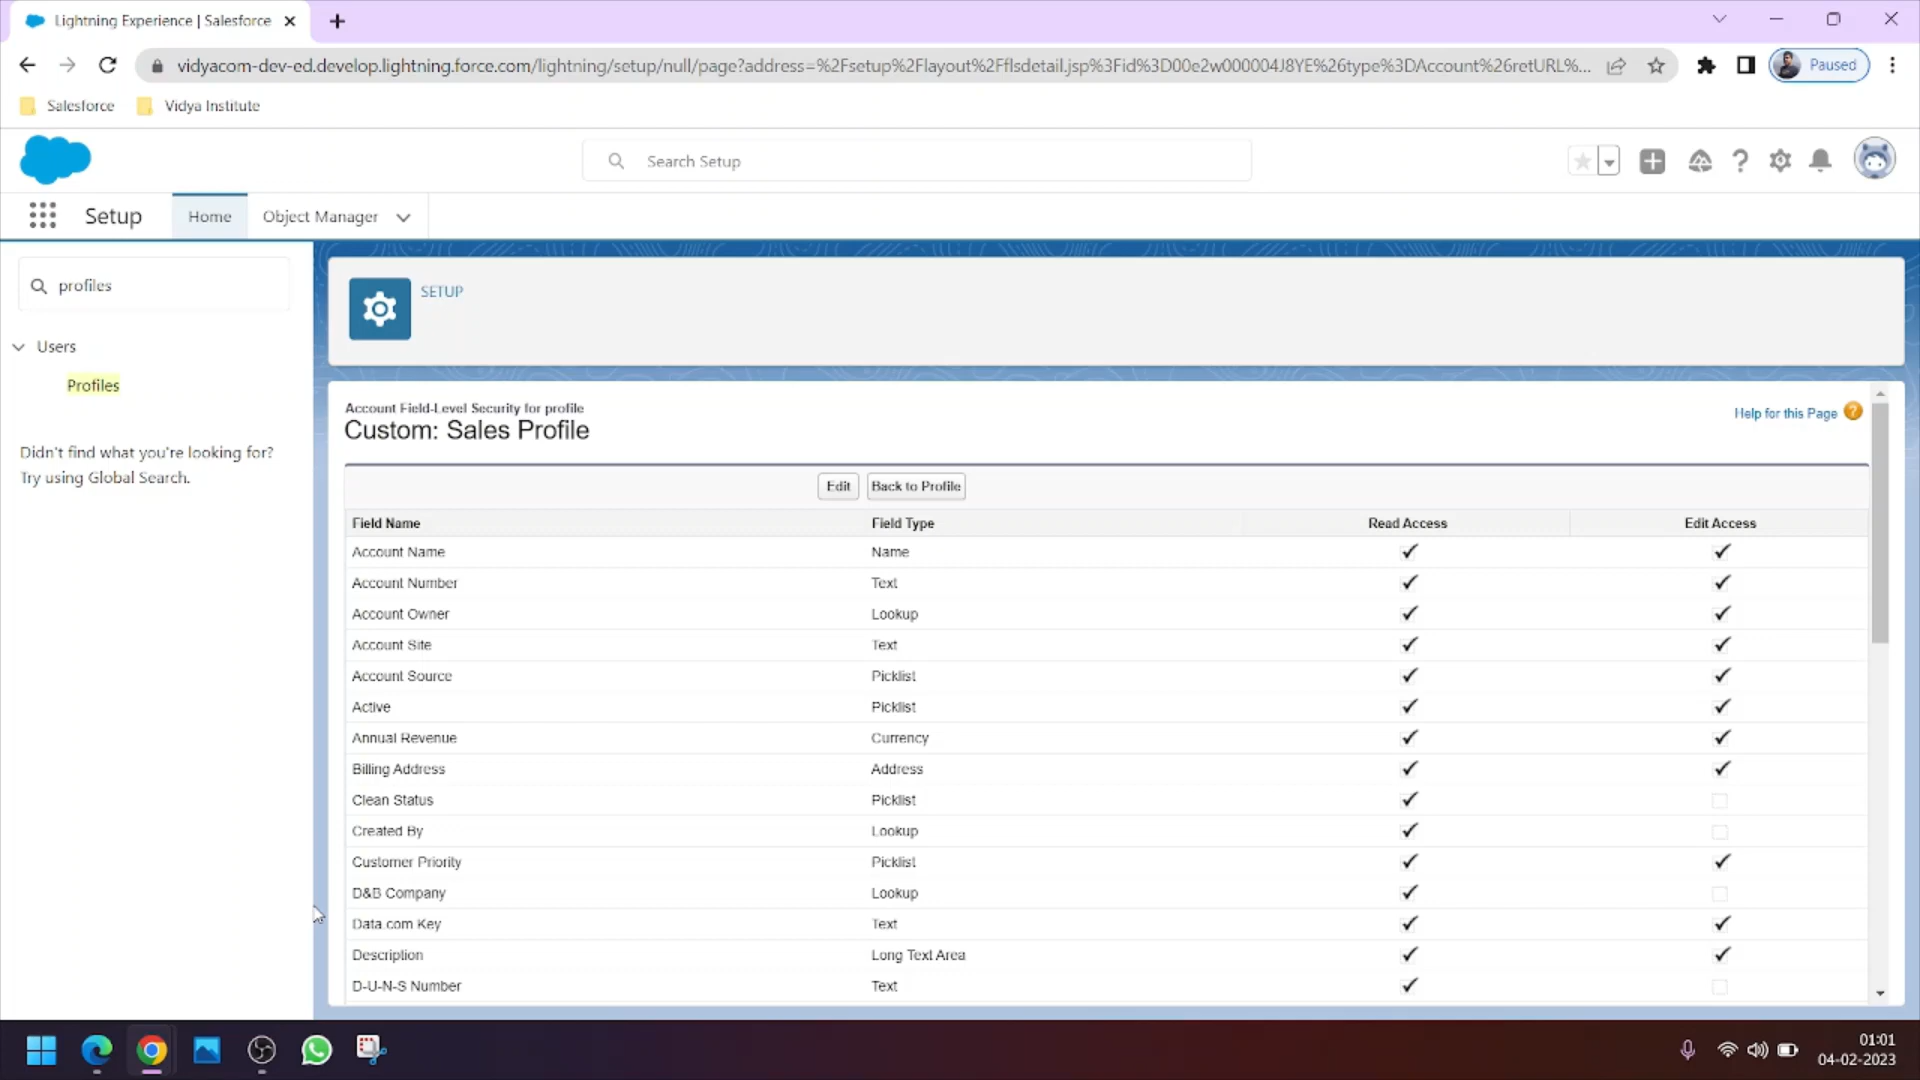 Lightning Experience | Salesforce
vidyacom-dev-ed.develop.lightning.force.com/lightning/setup/null/page?address=%2Fsetup%2Flayout%2Fflsdetail.jsp%3Fid%3D00e2w000004J8YE%26type%3DAccount%26retURL%...
Paused
Salesforce
Vidya Institute
Search Setup
Setup
Home
Object Manager
profiles
Users
Profiles
Didn't find what you're looking for?
Try using Global Search.
SETUP
Account Field-Level Security for profile
Custom: Sales Profile
Help for this Page ?
Edit
Back to Profile
Field Name Field Type Read Access Edit Access
Account Name Name
Account Number Text
Account Owner Lookup
Account Site Text
Account Source Picklist
Active Picklist
Annual Revenue Currency
Billing Address Address
Clean Status Picklist
Created By Lookup
Customer Priority Picklist
D&B Company Lookup
Data.com Key Text
Description Long Text Area
D-U-N-S Number Text
01:01
04-02-2023